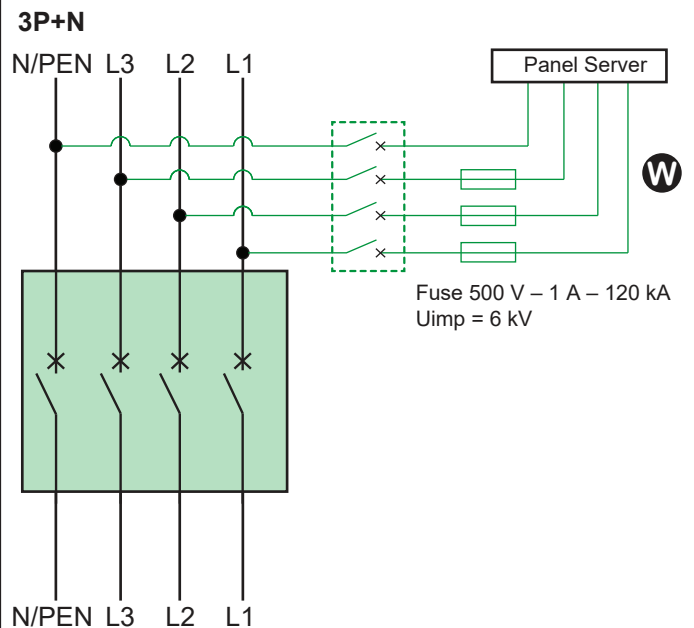 3P+N
N/PEN L3 L2 L1
Panel Server
W
Fuse 500 V – 1 A – 120 kA
Uimp = 6 kV
N/PEN L3 L2 L1